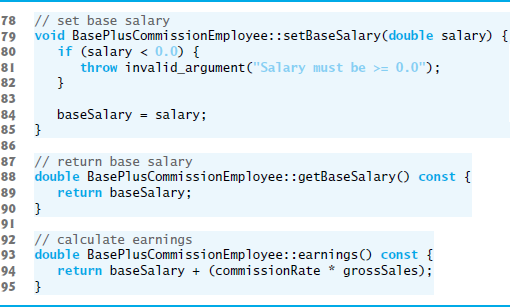 78 // set base salary
79 void BasePlusCommissionEmployee::setBaseSalary(double salary) {
80    if (salary < 0.0) {
81       throw invalid_argument("Salary must be >= 0.0");
82    }
83
84    baseSalary = salary;
85 }
86
87 // return base salary
88 double BasePlusCommissionEmployee::getBaseSalary() const {
89    return baseSalary;
90 }
91
92 // calculate earnings
93 double BasePlusCommissionEmployee::earnings() const {
94    return baseSalary + (commissionRate * grossSales);
95 }